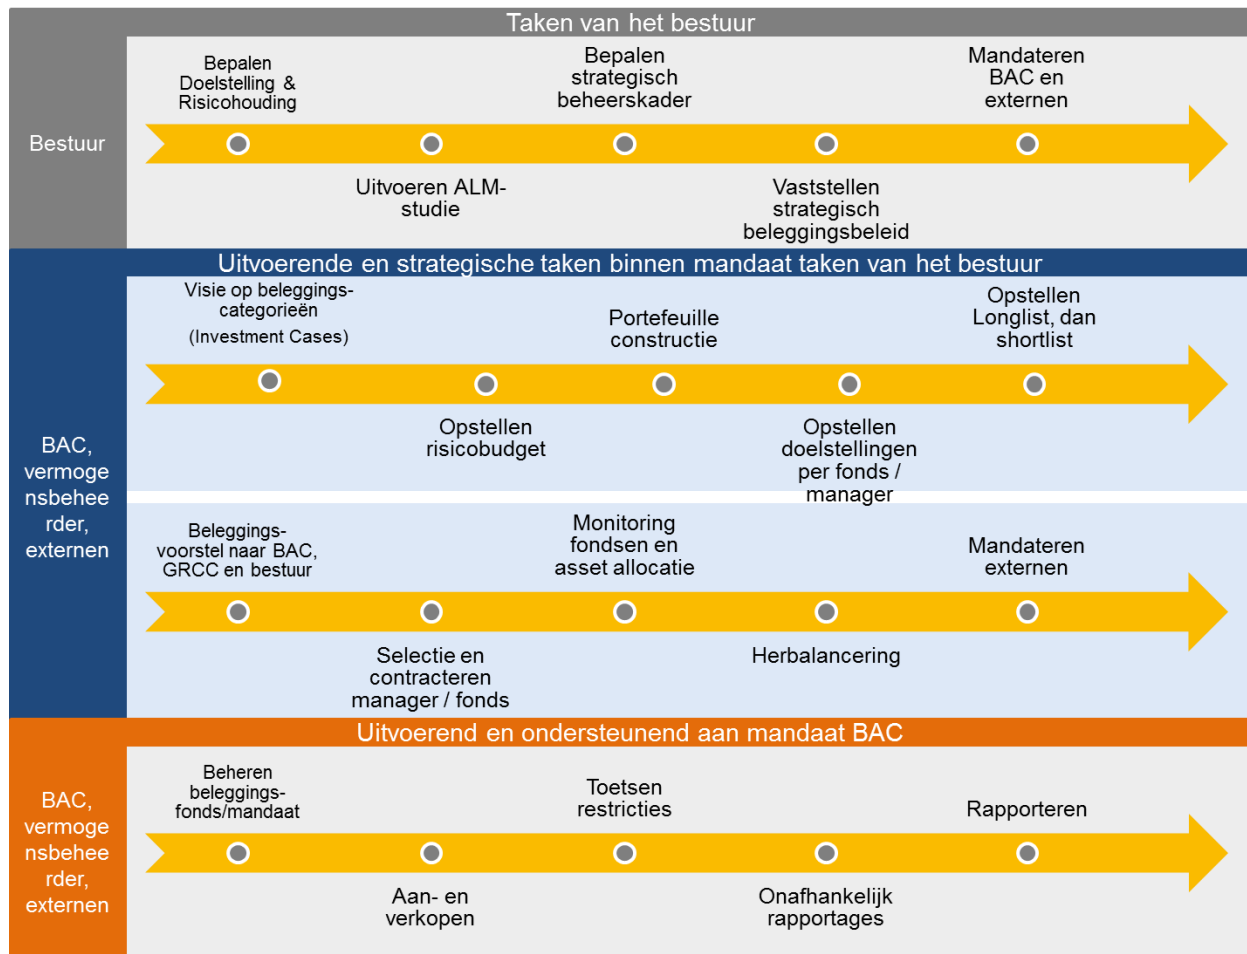 Taken van het bestuur
Bestuur
Bepalen
Doelstelling &
Risicohouding
Uitvoeren ALM-
studie
Bepalen
strategisch
beheerskader
Vaststellen
strategisch
beleggingsbeleid
Mandateren
BAC en
externen
Uitvoerende en strategische taken binnen mandaat taken van het bestuur
BAC,
vermoge
nsbehee
rder,
externen
Visie op beleggings-
categorieën
(Investment Cases)
Opstellen
risicobudget
Portefeuille
constructie
Opstellen
doelstellingen
per fonds /
manager
Opstellen
Longlist, dan
shortlist
Beleggings-
voorstel naar BAC,
GRCC en bestuur
Selectie en
contracteren
manager / fonds
Monitoring
fondsen en
asset allocatie
Herbalancering
Mandateren
externen
Uitvoerend en ondersteunend aan mandaat BAC
BAC,
vermoge
nsbehee
rder,
externen
Beheren
beleggings-
fonds/mandaat
Aan- en
verkopen
Toetsen
restricties
Onafhankelijk
rapportages
Rapporteren